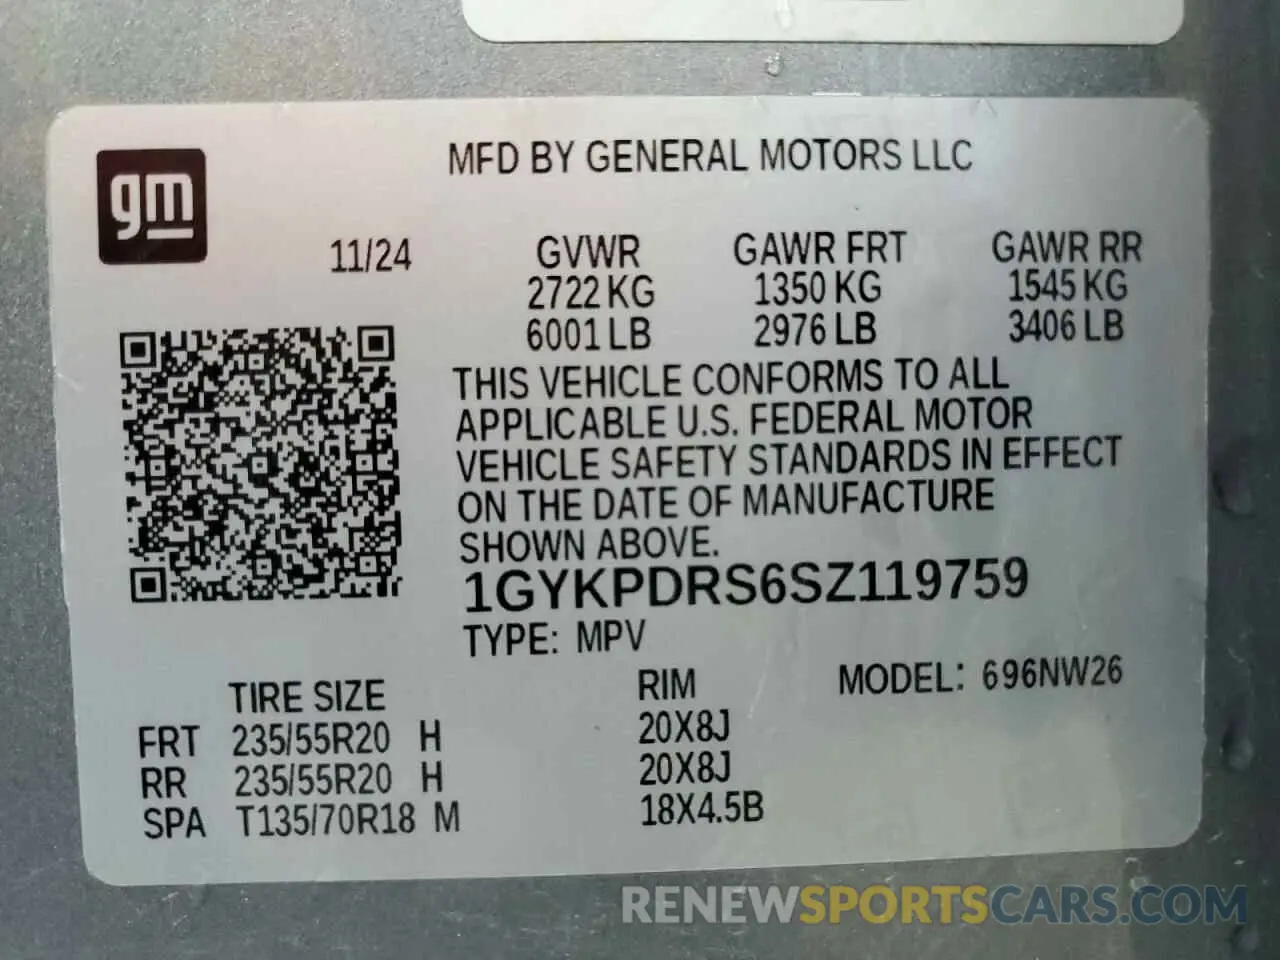 gm
MFD BY GENERAL MOTORS LLC
11/24
GVWR GAWR FRT GAWR RR
2722 KG 1350 KG 1545 KG
6001 LB 2976 LB 3406 LB
THIS VEHICLE CONFORMS TO ALL
APPLICABLE U.S. FEDERAL MOTOR
VEHICLE SAFETY STANDARDS IN EFFECT
ON THE DATE OF MANUFACTURE
SHOWN ABOVE.
1GYKPDRS6SZ119759
TYPE: MPV
MODEL: 696NW26
TIRE SIZE RIM
FRT 235/55R20 H 20X8J
RR 235/55R20 H 20X8J
SPA T135/70R18 M 18X4.5B
RENEWSPORTSCARS.COM